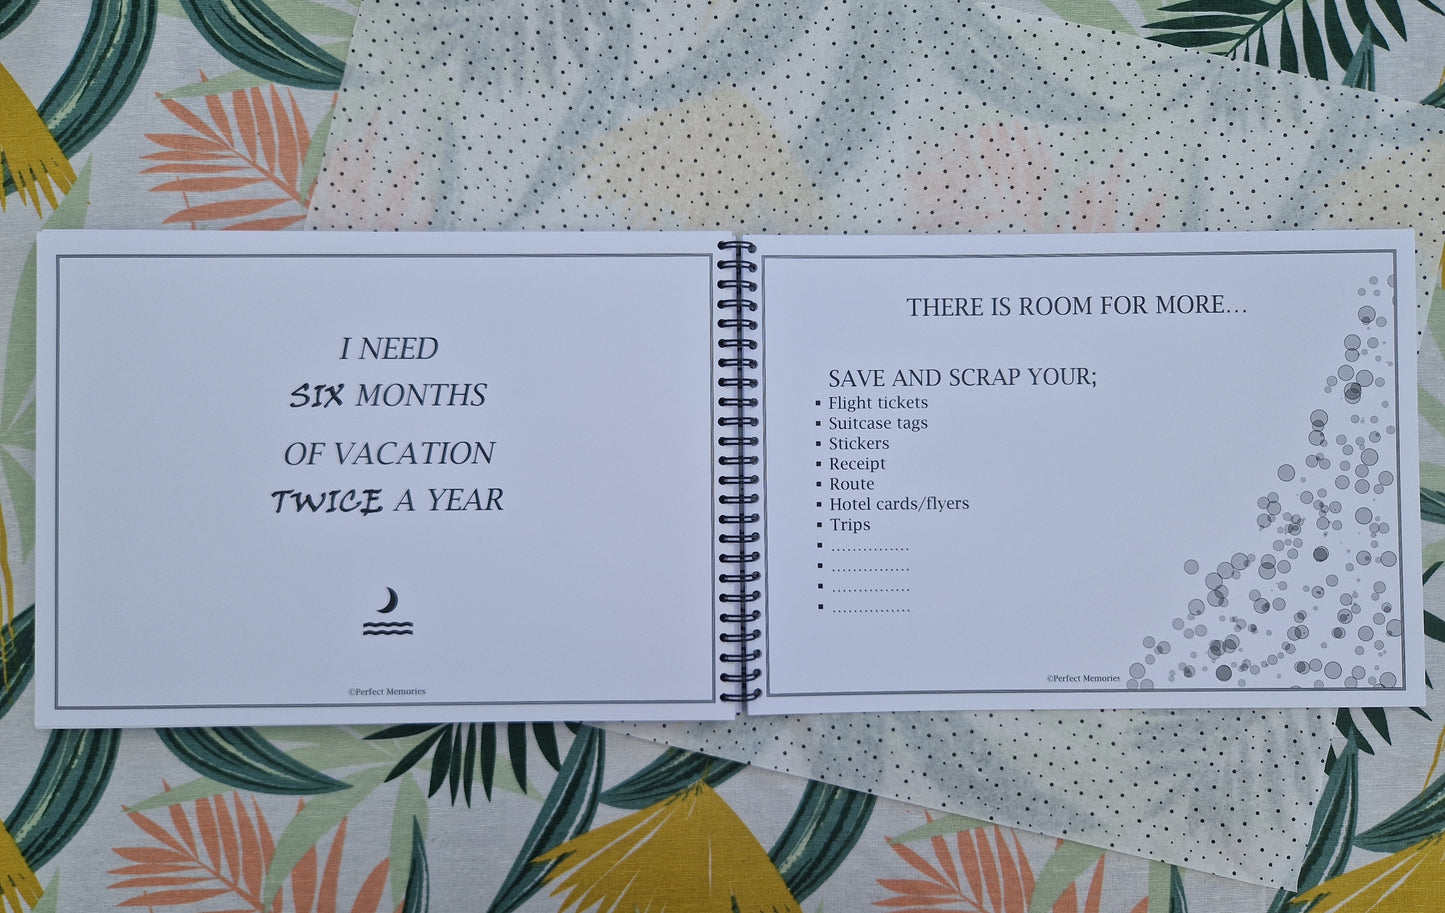 I NEED
SIX MONTHS
OF VACATION
TWICE A YEAR
©Perfect Memories
THERE IS ROOM FOR MORE...
SAVE AND SCRAP YOUR;
▪ Flight tickets
▪ Suitcase tags
▪ Stickers
▪ Receipt
▪ Route
▪ Hotel cards/flyers
▪ Trips
▪ ...............
▪ ...............
▪ ...............
▪ ...............
©Perfect Memories